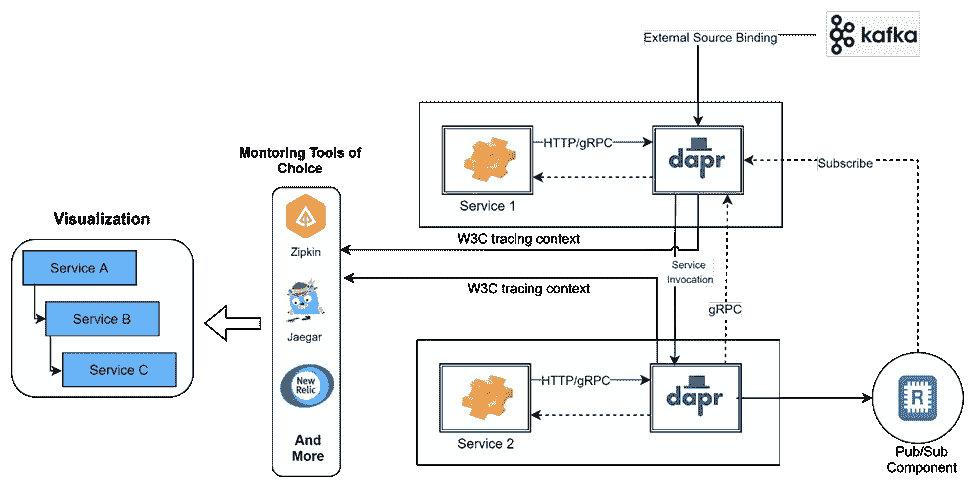 External Source Binding
kafka
HTTP/gRPC
dapr
Subscribe
Service 1
Montoring Tools of
Choice
Visualization
Zipkin
W3C tracing context
Service A
Service
Invocation
W3C tracing context
gRPC
Service B
Jaegar
Service C
New
Relic
HTTP/gRPC
dapr
R
And
More
Service 2
Pub/Sub
Component